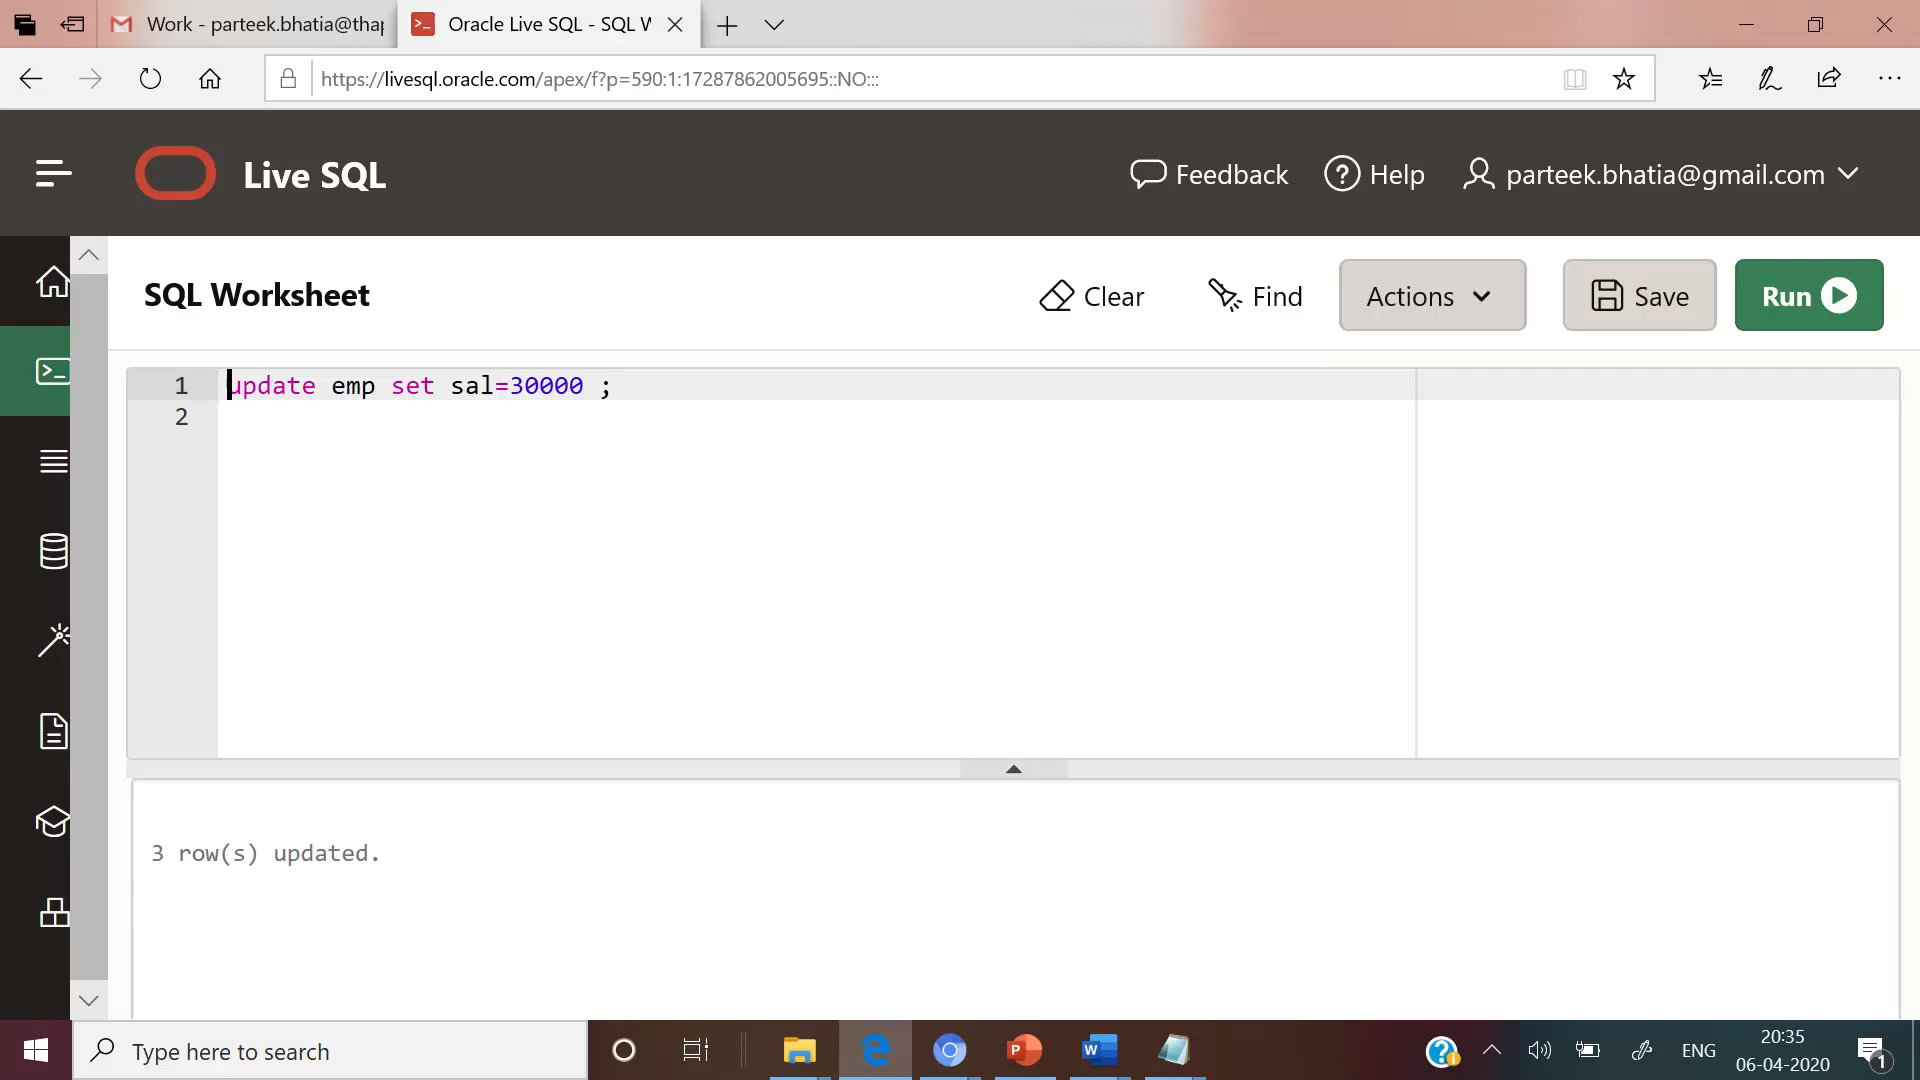 Work - parteek.bhatia@thap
Oracle Live SQL - SQL W
https://livesql.oracle.com/apex/f?p=590:1:17287862005695::NO:::
Live SQL
Feedback
Help
parteek.bhatia@gmail.com
SQL Worksheet
Clear
Find
Actions
Save
Run
1 update emp set sal=30000 ;
2
3 row(s) updated.
Type here to search
ENG
20:35
06-04-2020
1